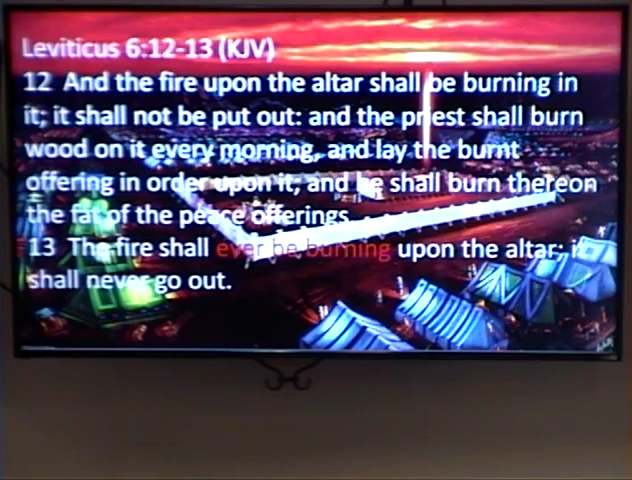 Leviticus 6:12-13 (KJV)
12 And the fire upon the altar shall be burning in
it; it shall not be put out: and the priest shall burn
wood on it every morning, and lay the burnt
offering in order upon it; and he shall burn thereon
the fat of the peace offerings.
13 The fire shall ever be burning upon the altar; it
shall never go out.